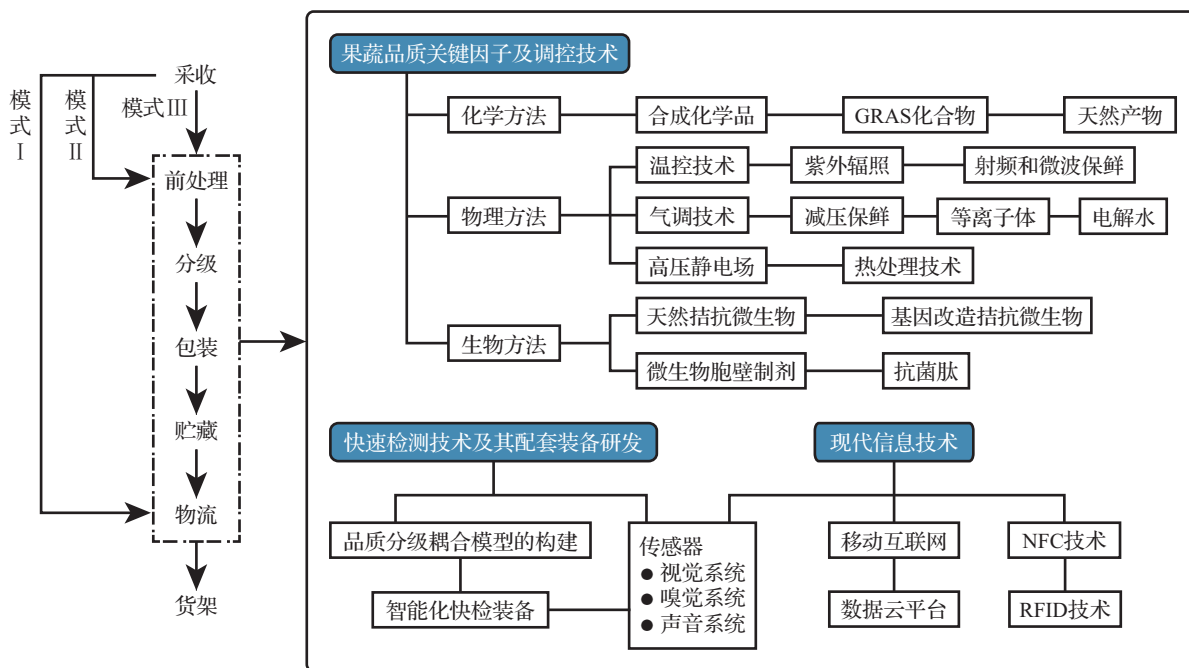 采收
模式Ⅰ
模式Ⅱ
模式Ⅲ
前处理
分级
包装
贮藏
物流
货架
果蔬品质关键因子及调控技术
化学方法
合成化学品
GRAS化合物
天然产物
物理方法
温控技术
紫外辐照
射频和微波保鲜
气调技术
减压保鲜
等离子体
电解水
高压静电场
热处理技术
生物方法
天然拮抗微生物
基因改造拮抗微生物
微生物胞壁制剂
抗菌肽
快速检测技术及其配套装备研发
品质分级耦合模型的构建
智能化快检装备
传感器
● 视觉系统
● 嗅觉系统
● 声音系统
现代信息技术
移动互联网
NFC技术
数据云平台
RFID技术